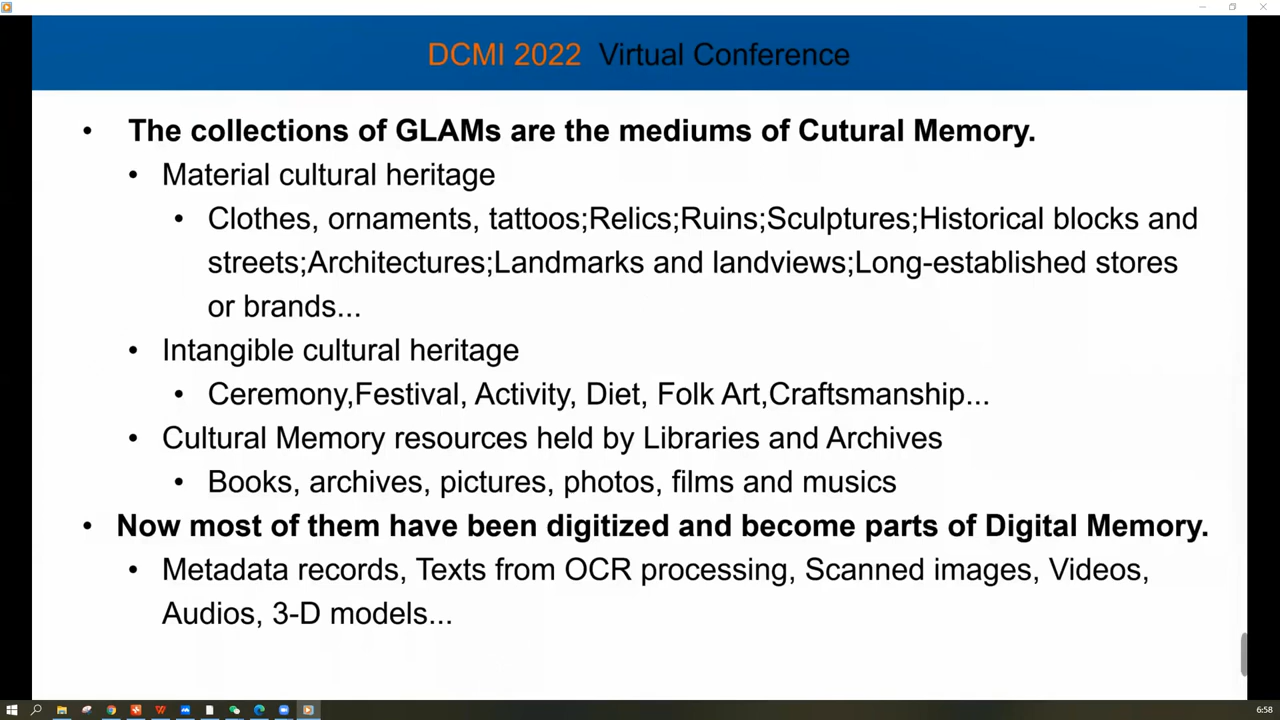 DCMI 2022 Virtual Conference
• The collections of GLAMs are the mediums of Cutural Memory.
• Material cultural heritage
• Clothes, ornaments, tattoos;Relics;Ruins;Sculptures;Historical blocks and
streets;Architectures;Landmarks and landviews;Long-established stores
or brands...
• Intangible cultural heritage
• Ceremony,Festival, Activity, Diet, Folk Art,Craftsmanship...
• Cultural Memory resources held by Libraries and Archives
• Books, archives, pictures, photos, films and musics
• Now most of them have been digitized and become parts of Digital Memory.
• Metadata records, Texts from OCR processing, Scanned images, Videos,
Audios, 3-D models...
6:58